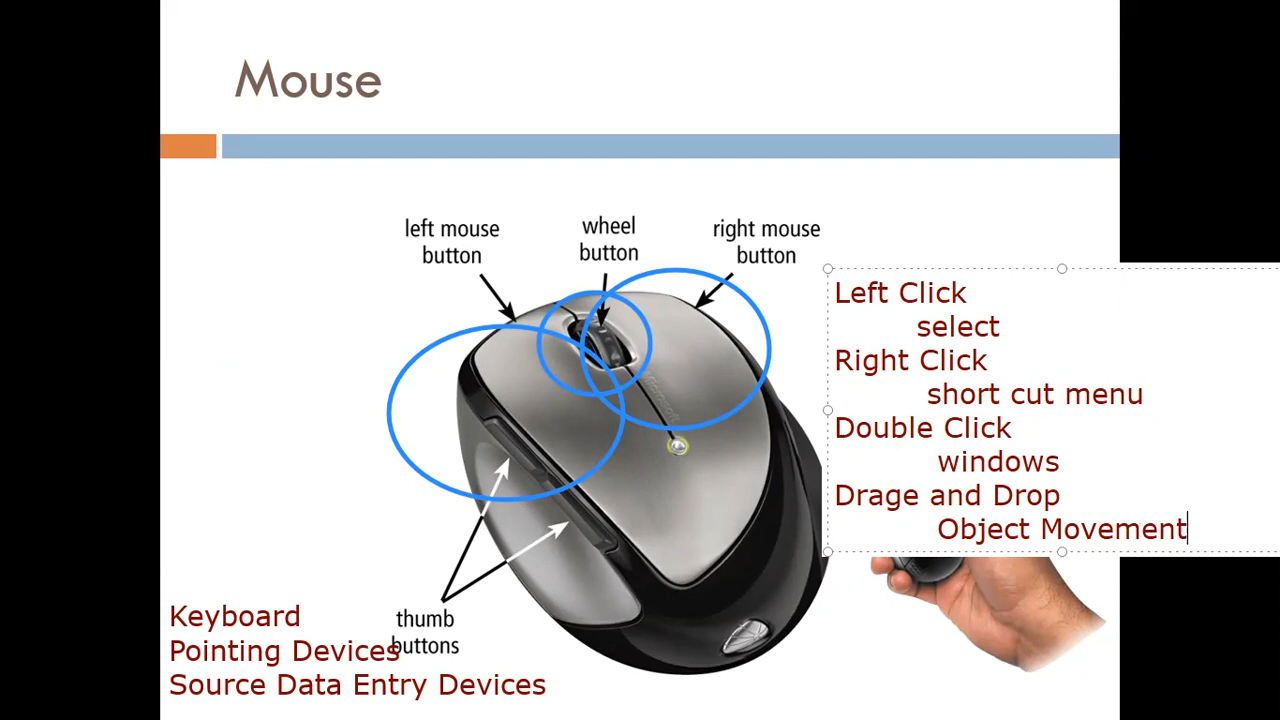 Mouse
left mouse
button
wheel
button
right mouse
button
Left Click
select
Right Click
short cut menu
Double Click
windows
Drage and Drop
Object Movement
Microsoft
thumb
buttons
Keyboard
Pointing Devices
Source Data Entry Devices